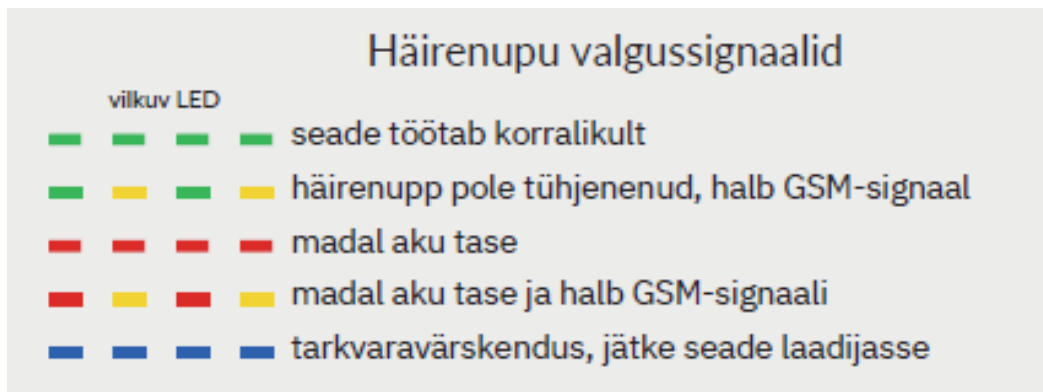 Häirenupu valgussignaalid
vilkuv LED
seade töötab korralikult
häirenupp pole tühjenenud, halb GSM-signaal
madal aku tase
madal aku tase ja halb GSM-signaali
tarkvaravärskendus, jätke seade laadijasse